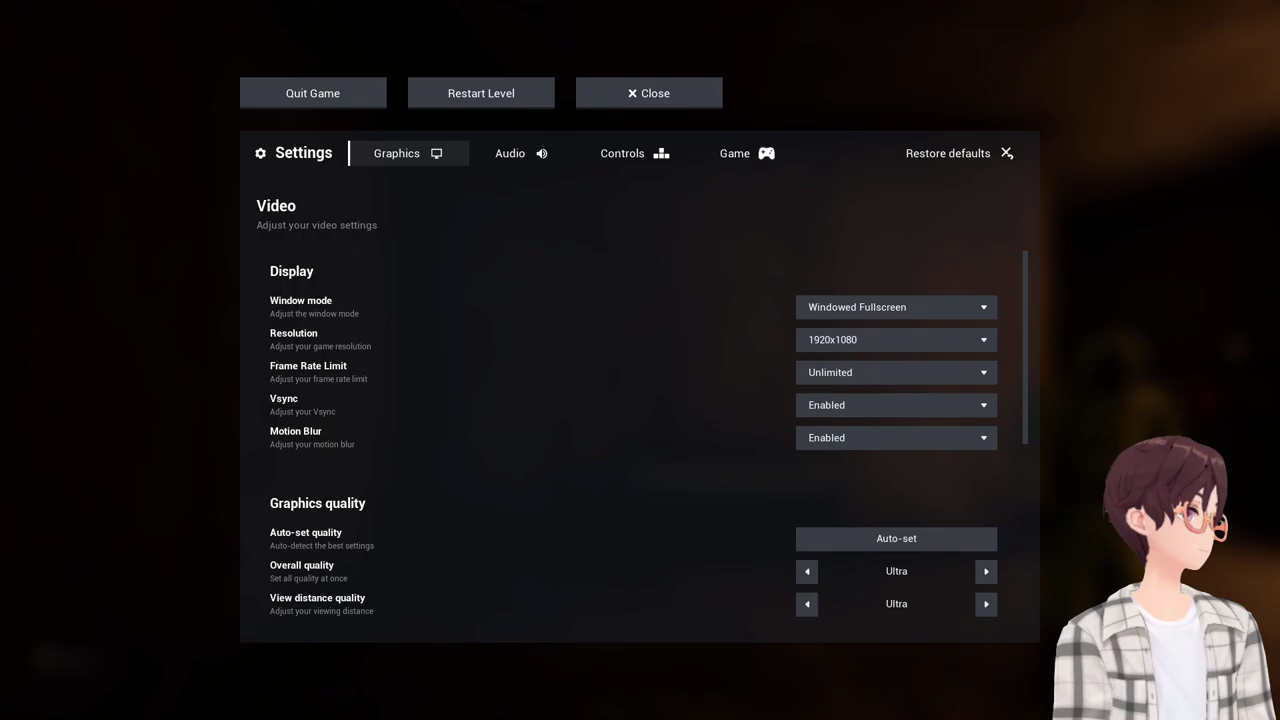 Quit Game
Restart Level
Close
Settings
Graphics
Audio
Controls
Game
Restore defaults
Video
Adjust your video settings
Display
Window mode
Adjust the window mode
Windowed Fullscreen
Resolution
Adjust your game resolution
1920x1080
Frame Rate Limit
Adjust your frame rate limit
Unlimited
Vsync
Adjust your Vsync
Enabled
Motion Blur
Adjust your motion blur
Enabled
Graphics quality
Auto-set quality
Auto-detect the best settings
Auto-set
Overall quality
Set all quality at once
Ultra
View distance quality
Adjust your viewing distance
Ultra